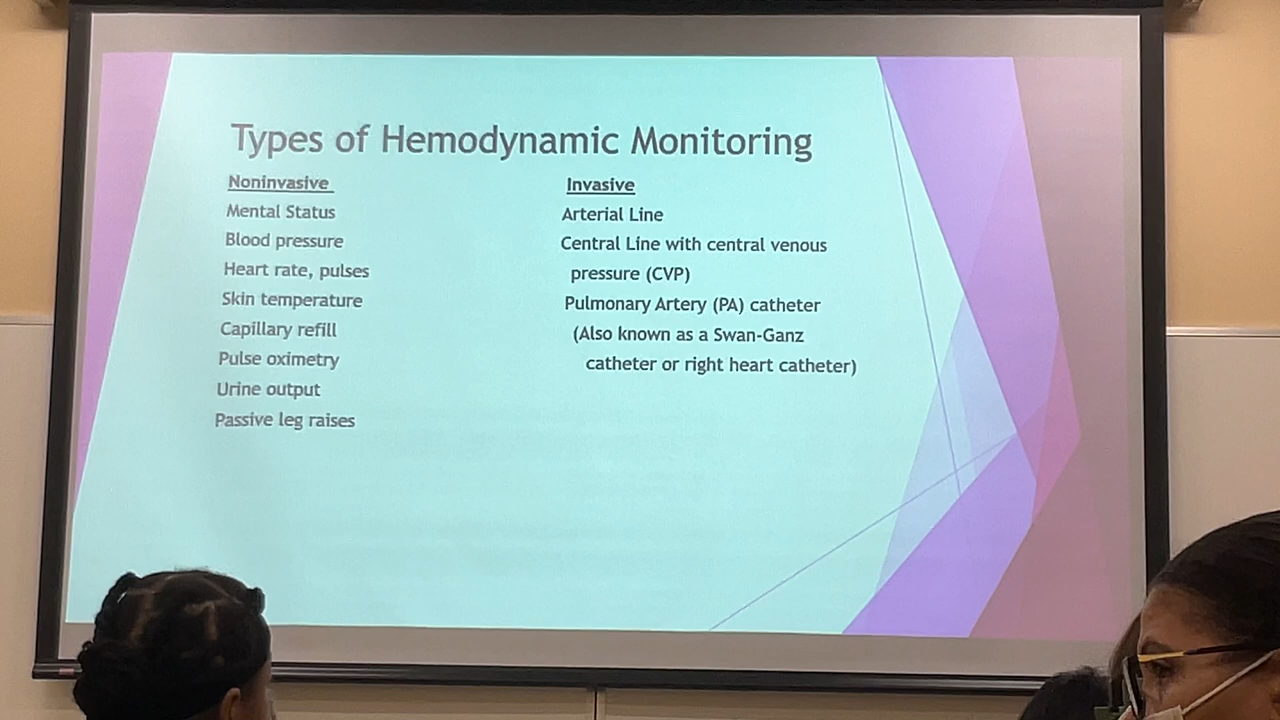 Types of Hemodynamic Monitoring
Noninvasive
Mental Status
Blood pressure
Heart rate, pulses
Skin temperature
Capillary refill
Pulse oximetry
Urine output
Passive leg raises
Invasive
Arterial Line
Central Line with central venous
pressure (CVP)
Pulmonary Artery (PA) catheter
(Also known as a Swan-Ganz
catheter or right heart catheter)